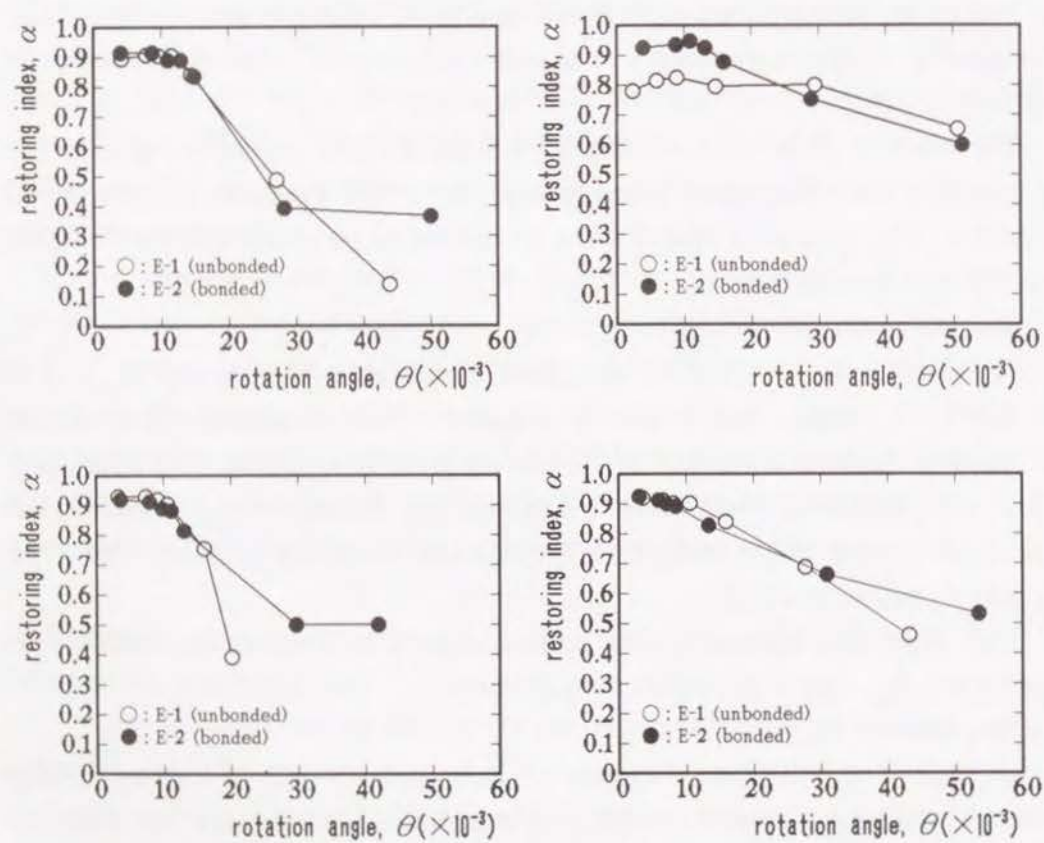 restoring index, α
1.0
0.9
0.8
0.7
0.6
0.5
0.4
0.3
0.2
0.1
0
○ : E-1 (unbonded)
● : E-2 (bonded)
0 10 20 30 40 50 60
rotation angle, θ(×10⁻³)
restoring index, α
1.0
0.9
0.8
0.7
0.6
0.5
0.4
0.3
0.2
0.1
0
○ : E-1 (unbonded)
● : E-2 (bonded)
0 10 20 30 40 50 60
rotation angle, θ(×10⁻³)
restoring index, α
1.0
0.9
0.8
0.7
0.6
0.5
0.4
0.3
0.2
0.1
0
○ : E-1 (unbonded)
● : E-2 (bonded)
0 10 20 30 40 50 60
rotation angle, θ(×10⁻³)
restoring index, α
1.0
0.9
0.8
0.7
0.6
0.5
0.4
0.3
0.2
0.1
0
○ : E-1 (unbonded)
● : E-2 (bonded)
0 10 20 30 40 50 60
rotation angle, θ(×10⁻³)